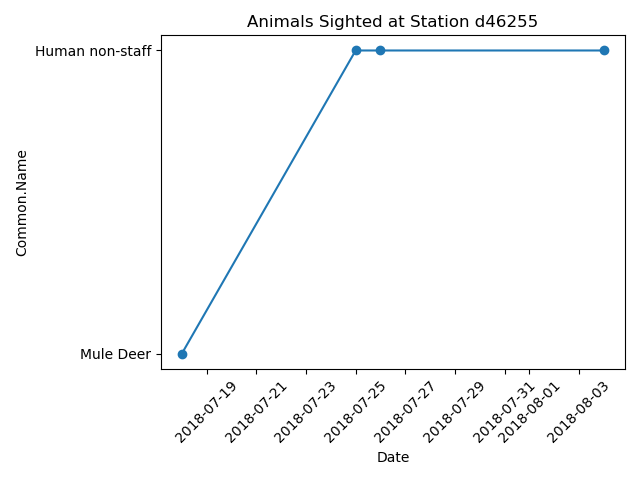 Animals Sighted at Station d46255
Human non-staff
Common.Name
Mule Deer
2018-07-19
2018-07-21
2018-07-23
2018-07-25
2018-07-27
2018-07-29
2018-07-31
2018-08-01
2018-08-03
Date